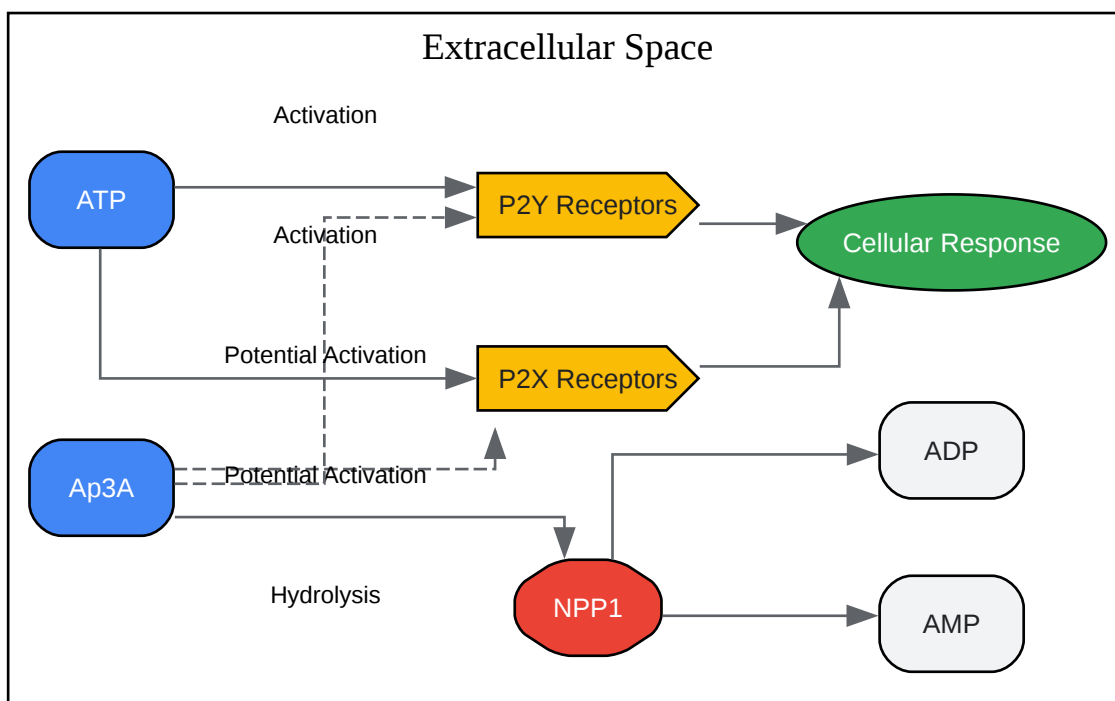 Extracellular Space
Activation
ATP
P2Y Receptors
Activation
Cellular Response
Potential Activation
P2X Receptors
ADP
Potential Activation
Ap3A
Hydrolysis
NPP1
AMP